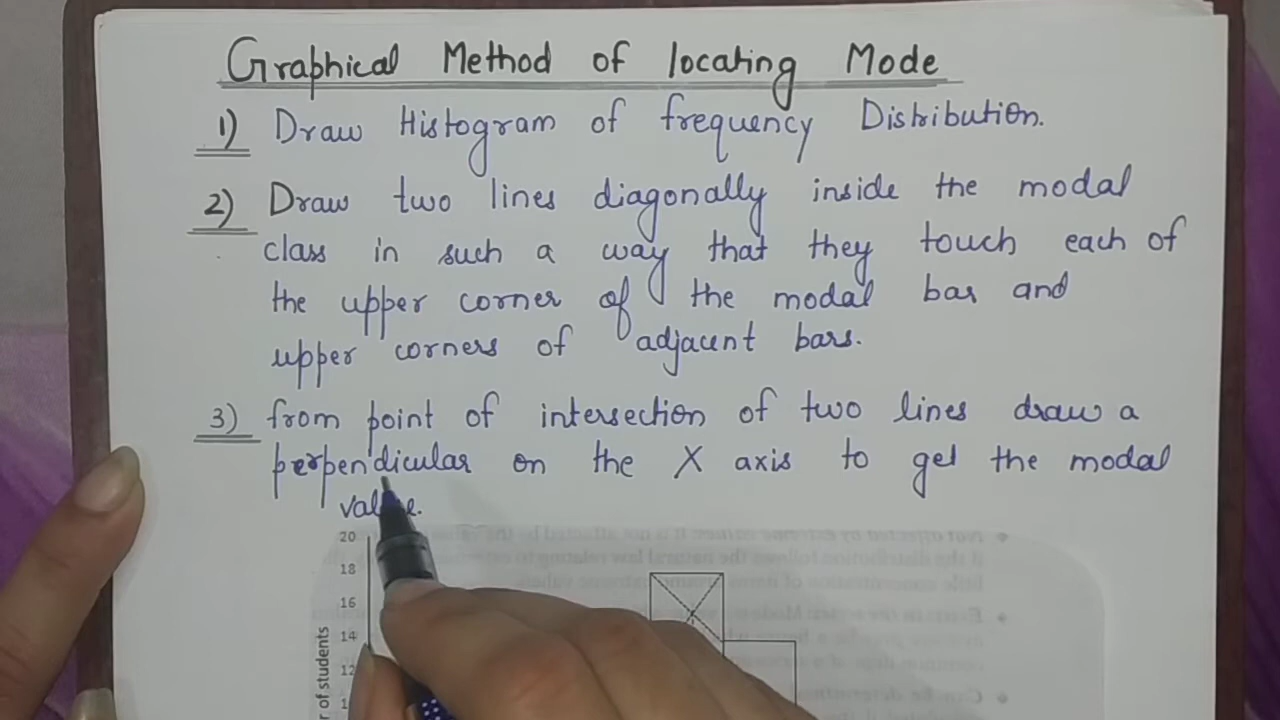 Graphical Method of locating Mode
1) Draw Histogram of frequency Distribution.
2) Draw two lines diagonally inside the modal
class in such a way that they touch each of
the upper corner of the modal bar and
upper corners of adjacent bars.
3) from point of intersection of two lines draw a
perpendicular on the X axis to get the modal
value.
20
18
16
14
12
of students